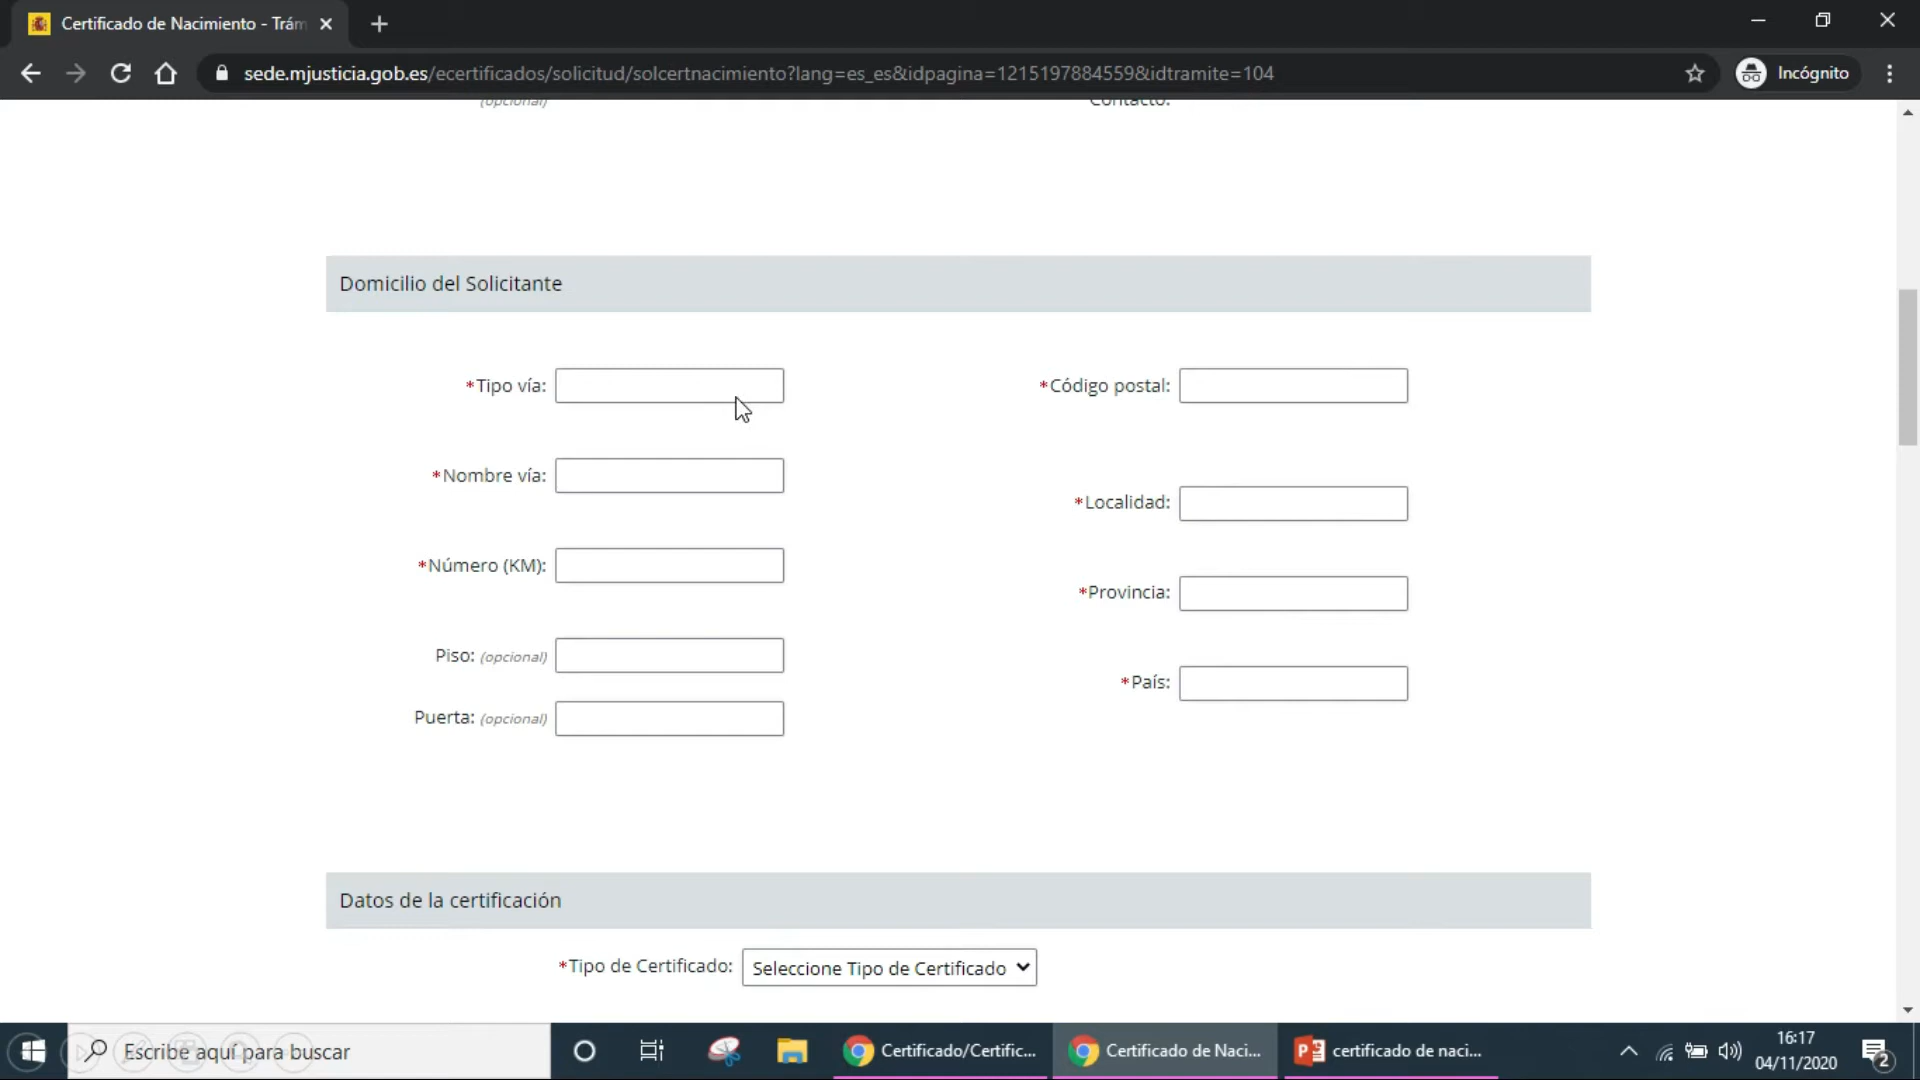 Certificado de Nacimiento - Trám
sede.mjusticia.gob.es/ecertificados/solicitud/solcertnacimiento?lang=es_es&idpagina=1215197884559&idtramite=104
Incógnito
(opcional)
Contacto:
Domicilio del Solicitante
*Tipo vía:
*Código postal:
*Nombre vía:
*Localidad:
*Número (KM):
*Provincia:
Piso: (opcional)
*País:
Puerta: (opcional)
Datos de la certificación
*Tipo de Certificado: Seleccione Tipo de Certificado
Escribe aquí para buscar
Certificado/Certific...
Certificado de Naci...
certificado de naci...
16:17
04/11/2020
2